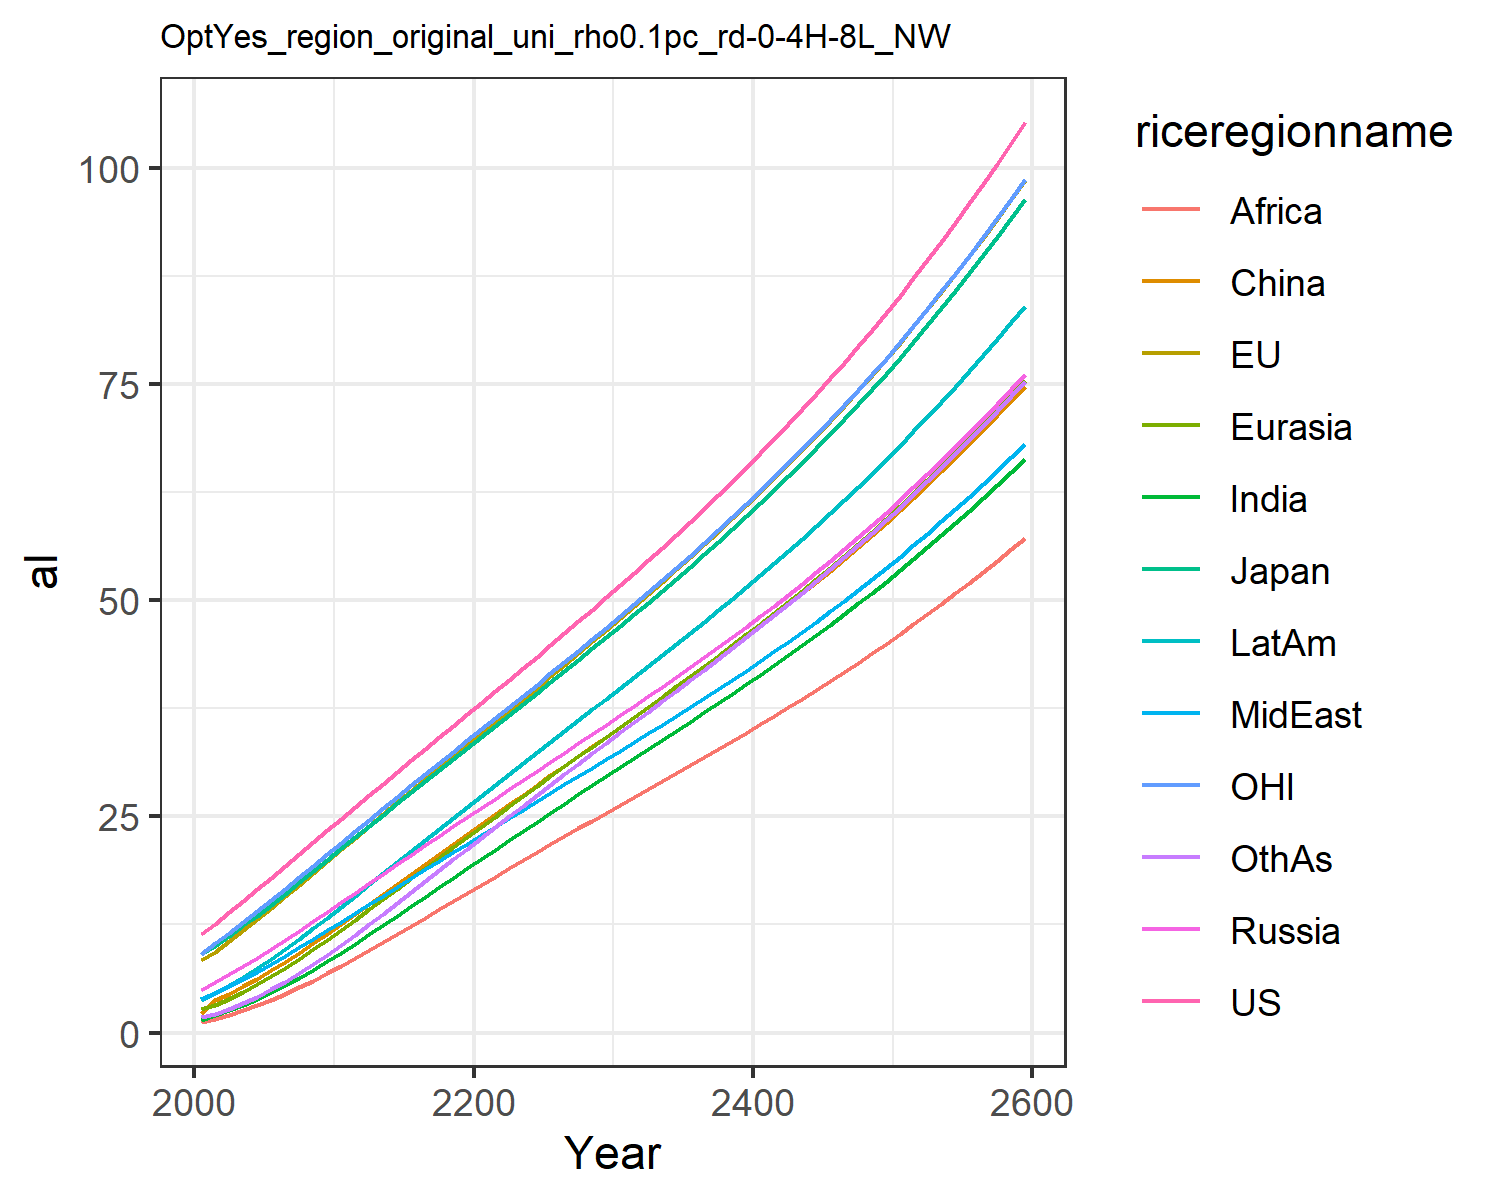 OptYes_region_original_uni_rho0.1pc_rd-0-4H-8L_NW
100
75
50
25
0
al
2000 2200 2400 2600
Year
riceregionname
Africa
China
EU
Eurasia
India
Japan
LatAm
MidEast
OHI
OthAs
Russia
US